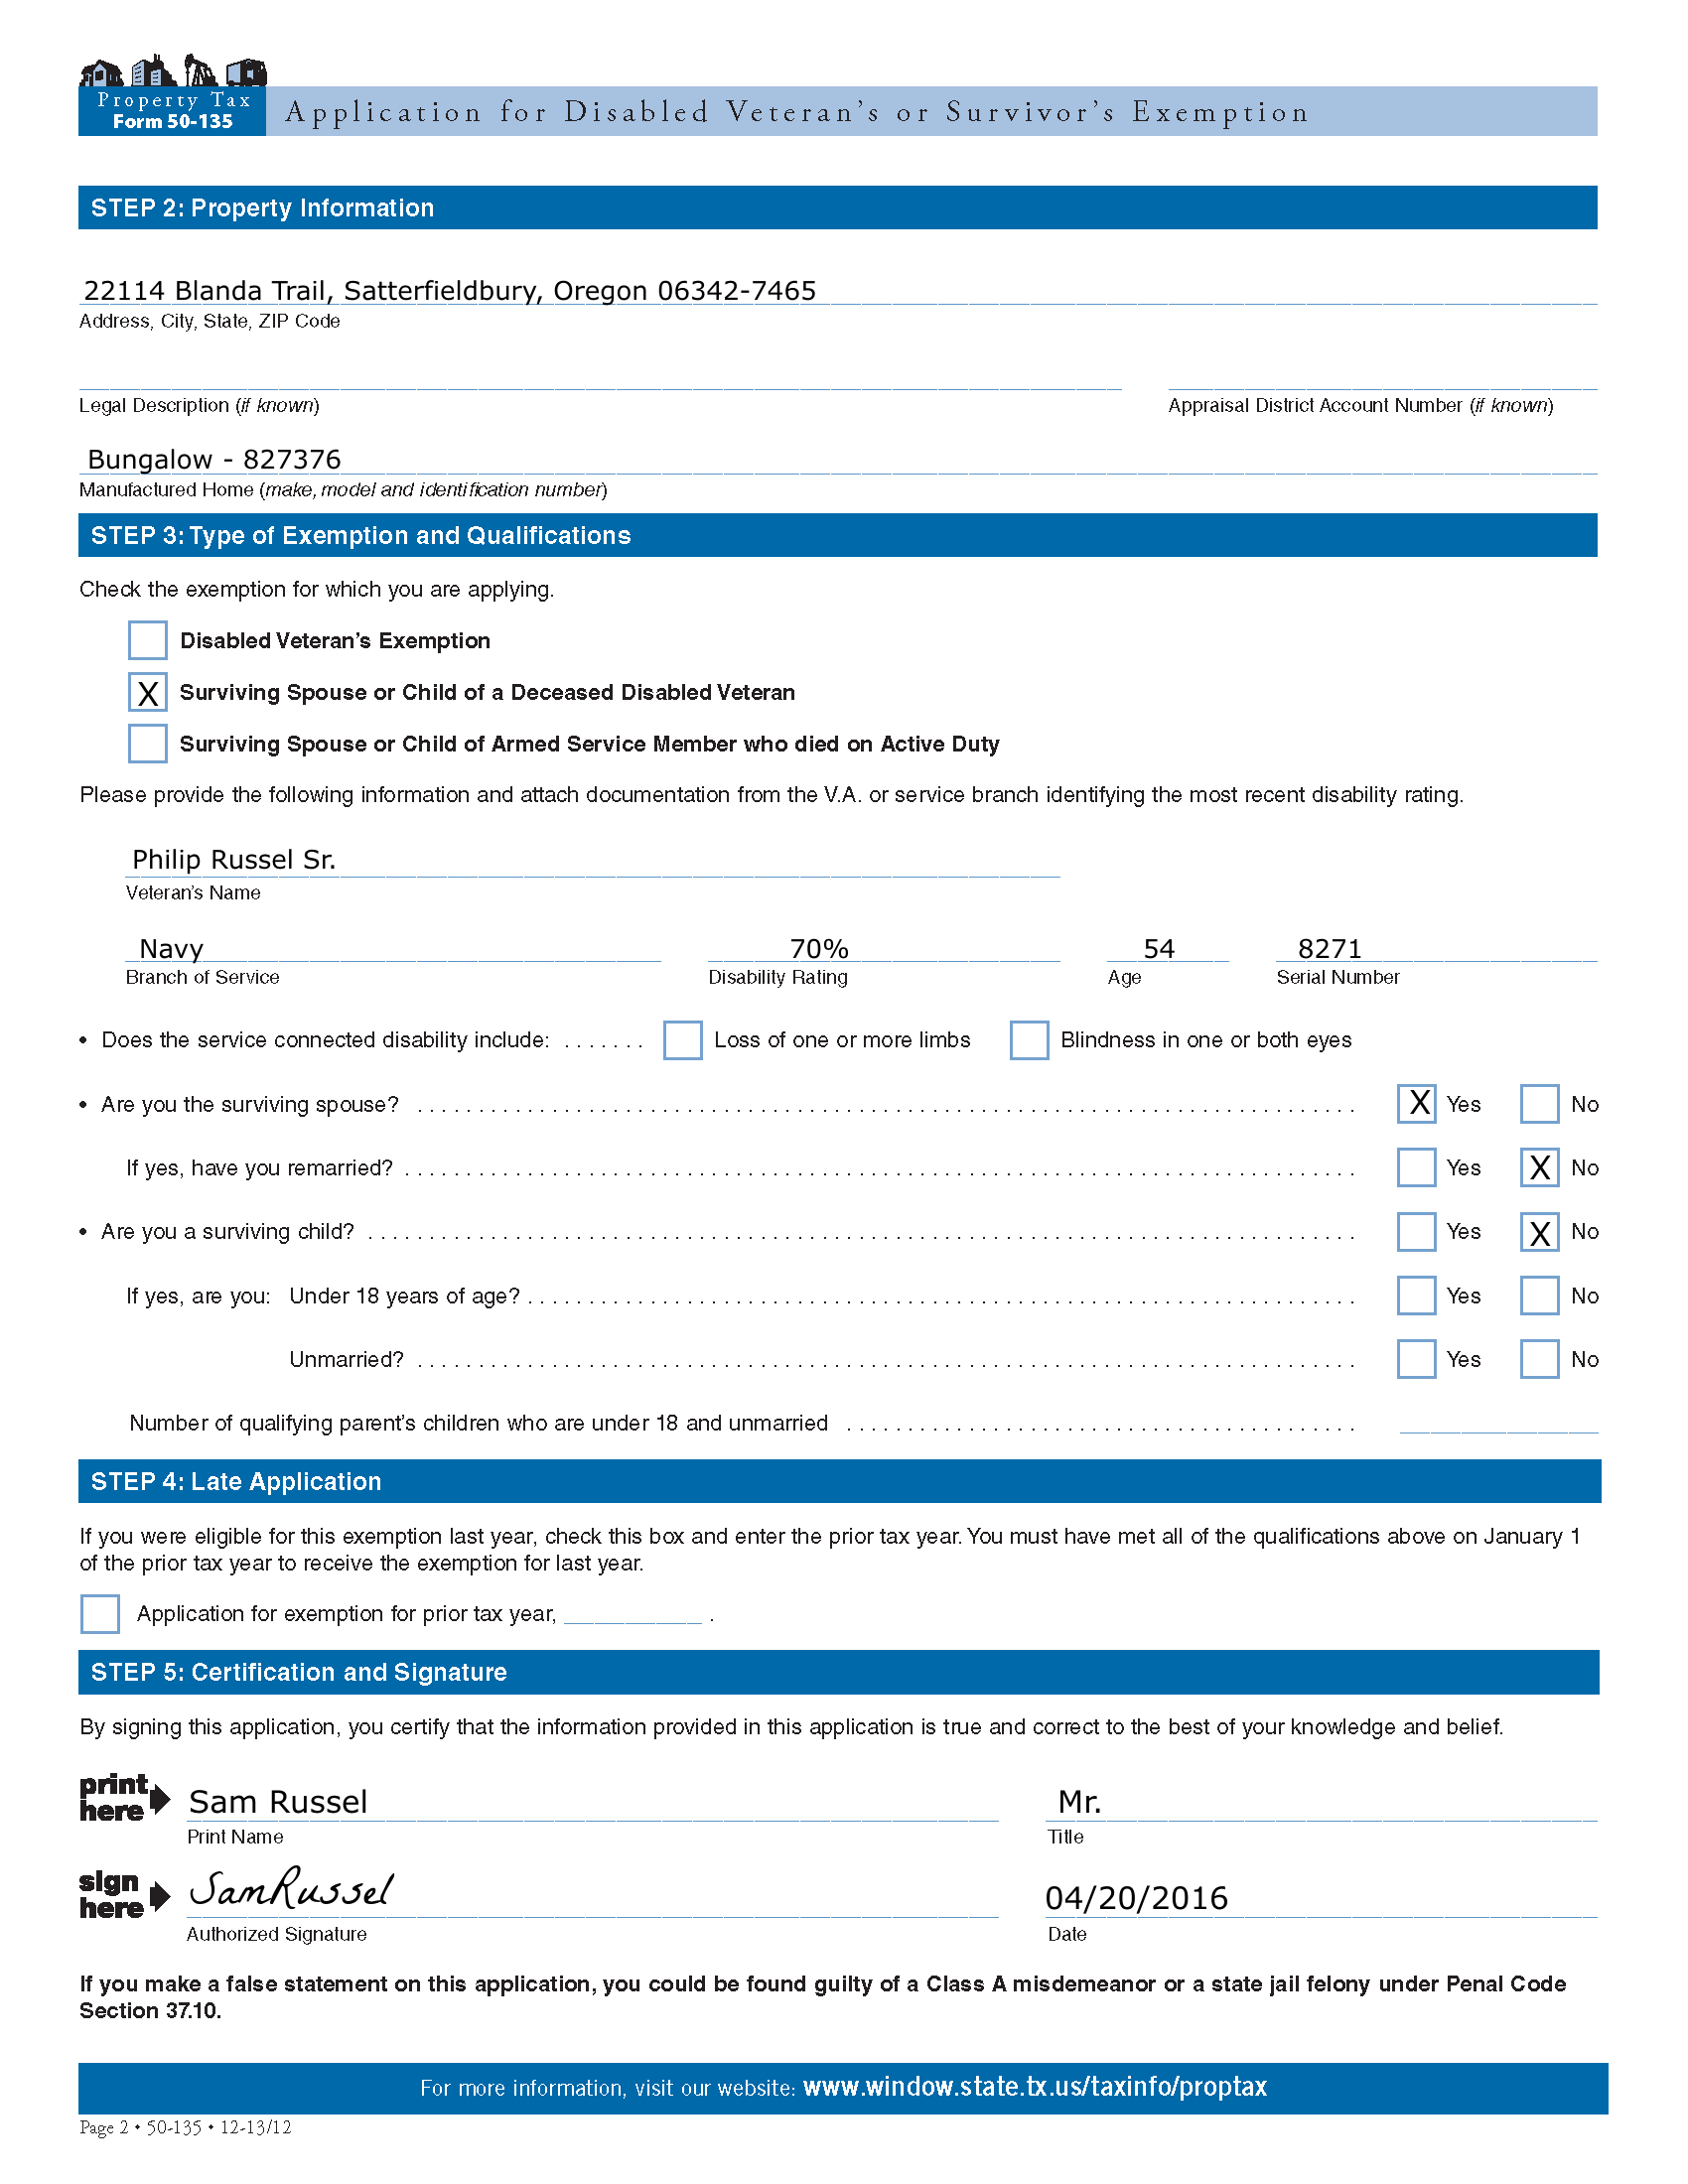 Property Tax
Form 50-135
Application for Disabled Veteran's or Survivor's Exemption
STEP 2: Property Information
22114 Blanda Trail, Satterfieldbury, Oregon 06342-7465
Address, City, State, ZIP Code
Legal Description (if known) Appraisal District Account Number (if known)
Bungalow - 827376
Manufactured Home (make, model and identification number)
STEP 3: Type of Exemption and Qualifications
Check the exemption for which you are applying.
Disabled Veteran's Exemption
X Surviving Spouse or Child of a Deceased Disabled Veteran
Surviving Spouse or Child of Armed Service Member who died on Active Duty
Please provide the following information and attach documentation from the V.A. or service branch identifying the most recent disability rating.
Philip Russel Sr.
Veteran's Name
Navy 70% 54 8271
Branch of Service Disability Rating Age Serial Number
• Does the service connected disability include: . . . . . . . Loss of one or more limbs Blindness in one or both eyes
• Are you the surviving spouse? X Yes No
If yes, have you remarried? Yes X No
• Are you a surviving child? Yes X No
If yes, are you: Under 18 years of age? Yes No
Unmarried? Yes No
Number of qualifying parent's children who are under 18 and unmarried
STEP 4: Late Application
If you were eligible for this exemption last year, check this box and enter the prior tax year. You must have met all of the qualifications above on January 1
of the prior tax year to receive the exemption for last year.
Application for exemption for prior tax year, ___________ .
STEP 5: Certification and Signature
By signing this application, you certify that the information provided in this application is true and correct to the best of your knowledge and belief.
print
here Sam Russel Mr.
Print Name Title
sign
here Sam Russel 04/20/2016
Authorized Signature Date
If you make a false statement on this application, you could be found guilty of a Class A misdemeanor or a state jail felony under Penal Code
Section 37.10.
For more information, visit our website: www.window.state.tx.us/taxinfo/proptax
Page 2 • 50-135 • 12-13/12